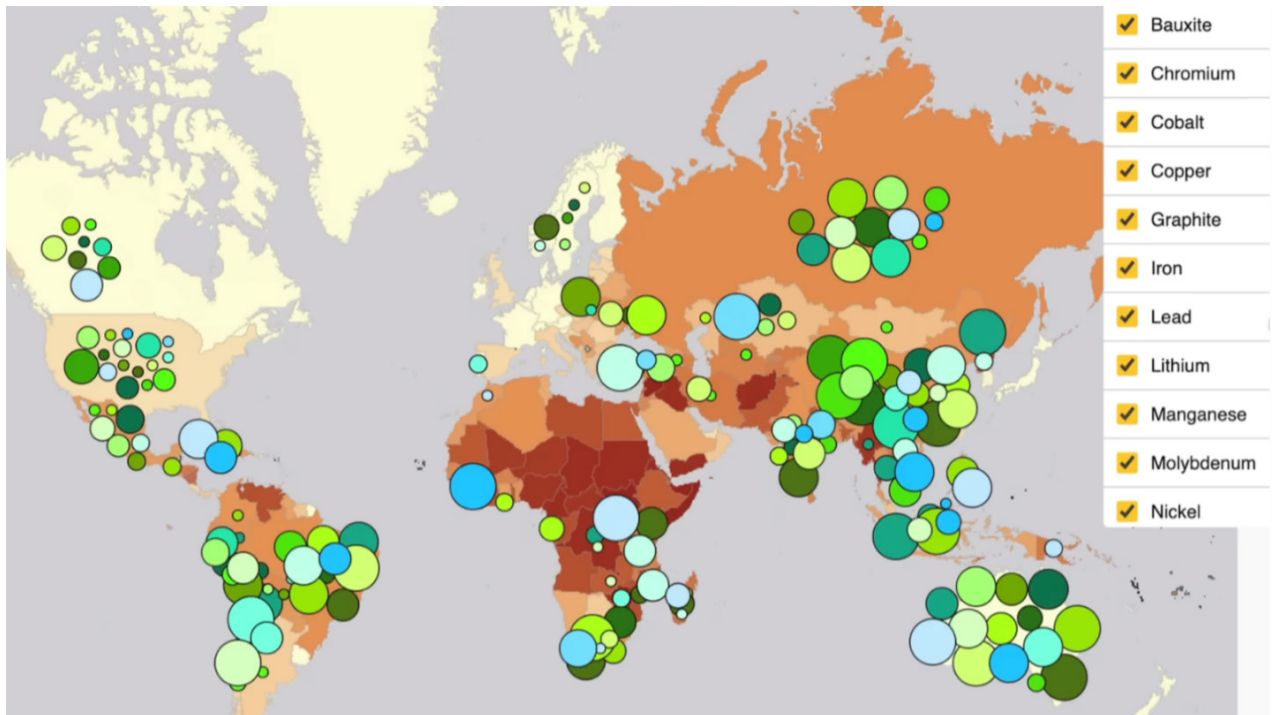 Bauxite
Chromium
Cobalt
Copper
Graphite
Iron
Lead
Lithium
Manganese
Molybdenum
Nickel